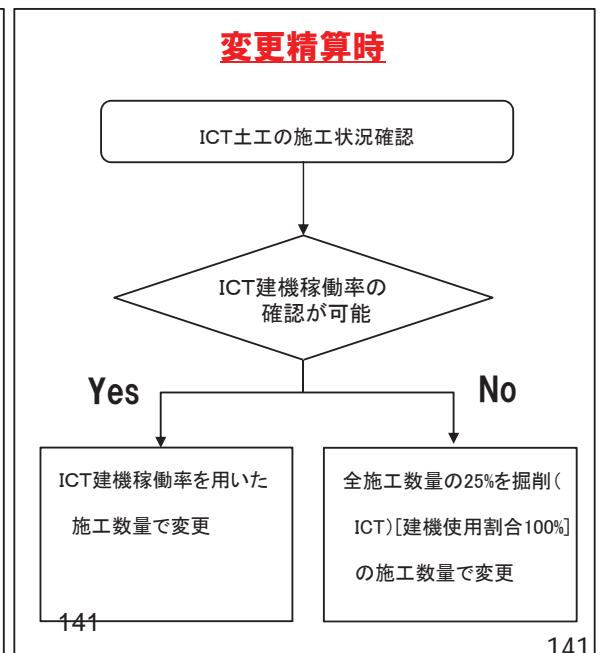 変更精算時
ICT土工の施工状況確認
ICT建機稼働率の
確認が可能
Yes
No
ICT建機稼働率を用いた
施工数量で変更
全施工数量の25%を掘削(
ICT)[建機使用割合100%]
の施工数量で変更
141
141